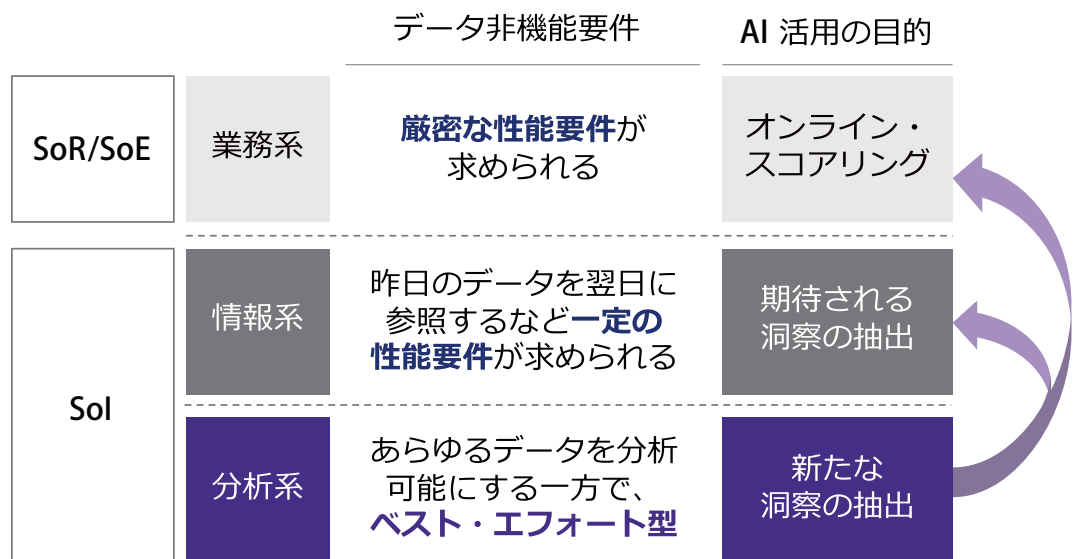 データ非機能要件
AI 活用の目的
SoR/SoE
業務系
厳密な性能要件が
求められる
オンライン・
スコアリング
SoI
情報系
昨日のデータを翌日に
参照するなど一定の
性能要件が求められる
期待される
洞察の抽出
分析系
あらゆるデータを分析
可能にする一方で、
ベスト・エフォート型
新たな
洞察の抽出